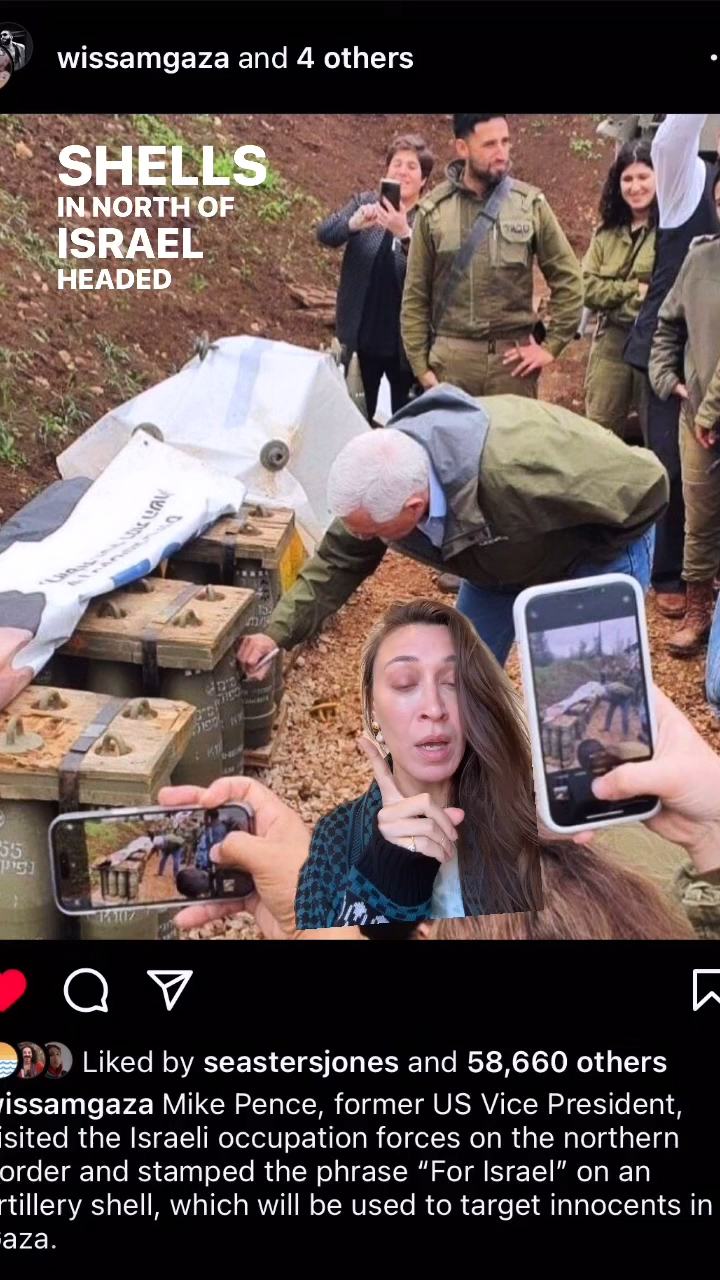 wissamgaza and 4 others
SHELLS
IN NORTH OF
ISRAEL
HEADED
155
Liked by seastersjones and 58,660 others
wissamgaza Mike Pence, former US Vice President,
isited the Israeli occupation forces on the northern
order and stamped the phrase “For Israel” on an
rtillery shell, which will be used to target innocents in
aza.